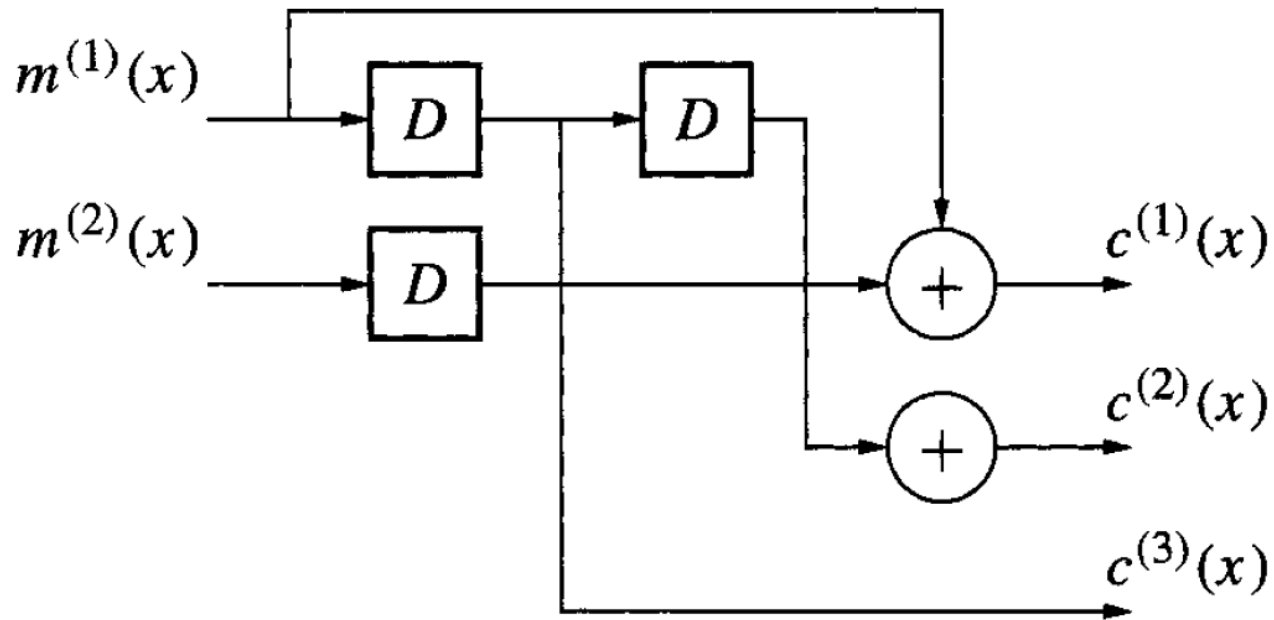 m^{(1)}(x)
D
D
m^{(2)}(x)
D
+
c^{(1)}(x)
+
c^{(2)}(x)
c^{(3)}(x)